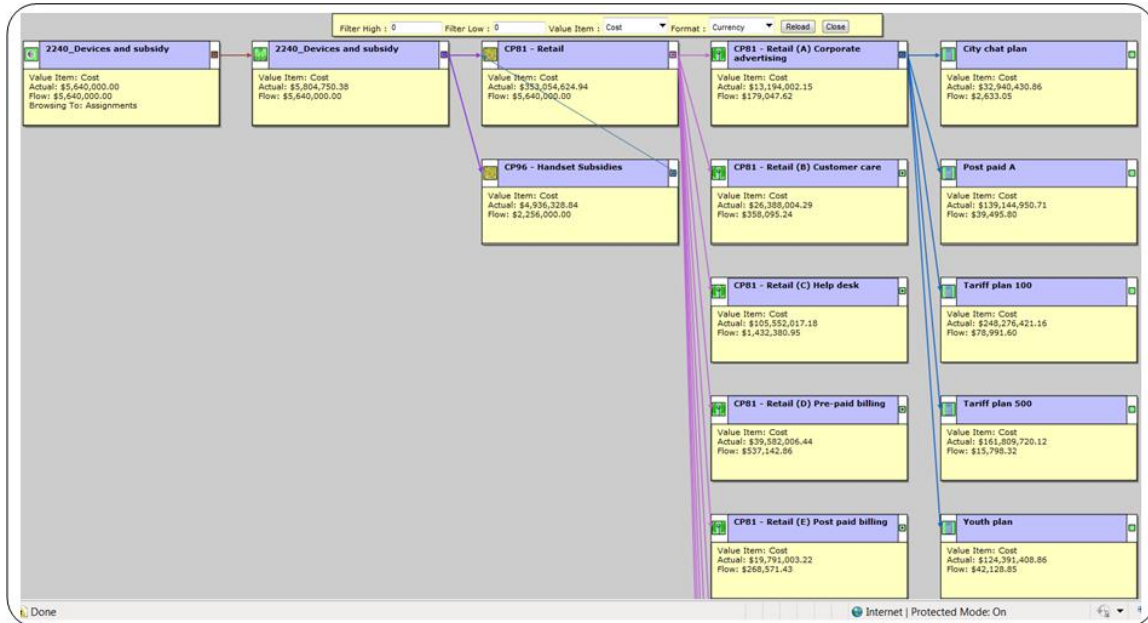 Filter High : 0 Filter Low : 0 Value Item : Cost Format : Currency Reload Close
2240_Devices and subsidy
Value Item: Cost
Actual: $5,640,000.00
Flow: $5,640,000.00
Browsing To: Assignments
2240_Devices and subsidy
Value Item: Cost
Actual: $5,804,750.38
Flow: $5,640,000.00
CP81 - Retail
Value Item: Cost
Actual: $353,054,624.94
Flow: $5,640,000.00
CP96 - Handset Subsidies
Value Item: Cost
Actual: $4,936,328.84
Flow: $2,256,000.00
CP81 - Retail (A) Corporate
advertising
Value Item: Cost
Actual: $13,194,002.15
Flow: $179,047.62
CP81 - Retail (B) Customer care
Value Item: Cost
Actual: $26,388,004.29
Flow: $358,095.24
CP81 - Retail (C) Help desk
Value Item: Cost
Actual: $105,552,017.18
Flow: $1,432,380.95
CP81 - Retail (D) Pre-paid billing
Value Item: Cost
Actual: $39,582,006.44
Flow: $537,142.86
CP81 - Retail (E) Post paid billing
Value Item: Cost
Actual: $19,791,003.22
Flow: $268,571.43
City chat plan
Value Item: Cost
Actual: $32,940,430.86
Flow: $2,633.05
Post paid A
Value Item: Cost
Actual: $139,144,950.71
Flow: $39,495.80
Tariff plan 100
Value Item: Cost
Actual: $248,276,421.16
Flow: $78,991.60
Tariff plan 500
Value Item: Cost
Actual: $161,809,720.12
Flow: $15,798.32
Youth plan
Value Item: Cost
Actual: $124,391,408.86
Flow: $42,128.85
Done
Internet | Protected Mode: On